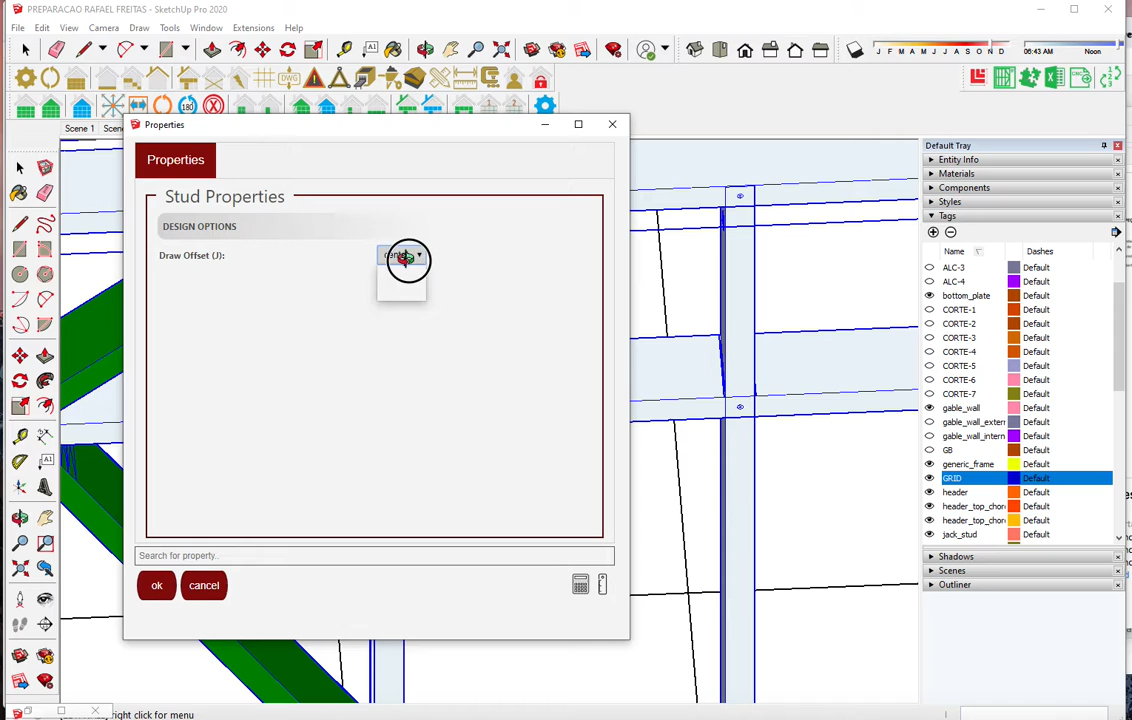 PREPARACAO RAFAEL FREITAS - SketchUp Pro 2020
File Edit View Camera Draw Tools Window Extensions Help
J F M A M J J A S O N D 06:43 AM Noon
DWG
180
1 2
Scene 1
Default Tray
Entity Info
Materials
Components
Styles
Tags
Name Dashes
ALC-3 Default
ALC-4 Default
bottom_plate Default
CORTE-1 Default
CORTE-2 Default
CORTE-3 Default
CORTE-4 Default
CORTE-5 Default
CORTE-6 Default
CORTE-7 Default
gable_wall Default
gable_wall_extern Default
gable_wall_intern Default
GB Default
generic_frame Default
GRID Default
header Default
header_top_chor Default
header_top_chor Default
jack_stud Default
Shadows
Scenes
Outliner
Properties
Properties
Stud Properties
DESIGN OPTIONS
Draw Offset (J):
Search for property..
ok cancel
right click for menu